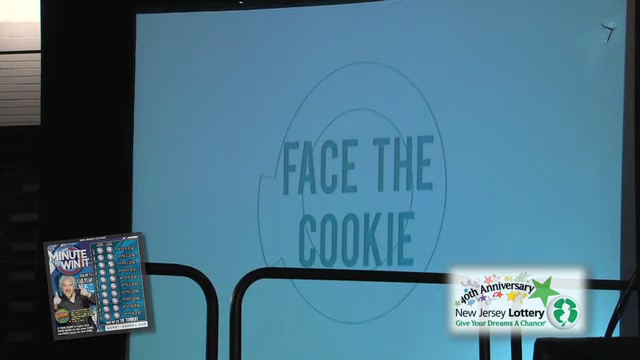 FACE THE
COOKIE
MINUTE
TO WIN IT
40th Anniversary
New Jersey Lottery
Give Your Dreams A Chance